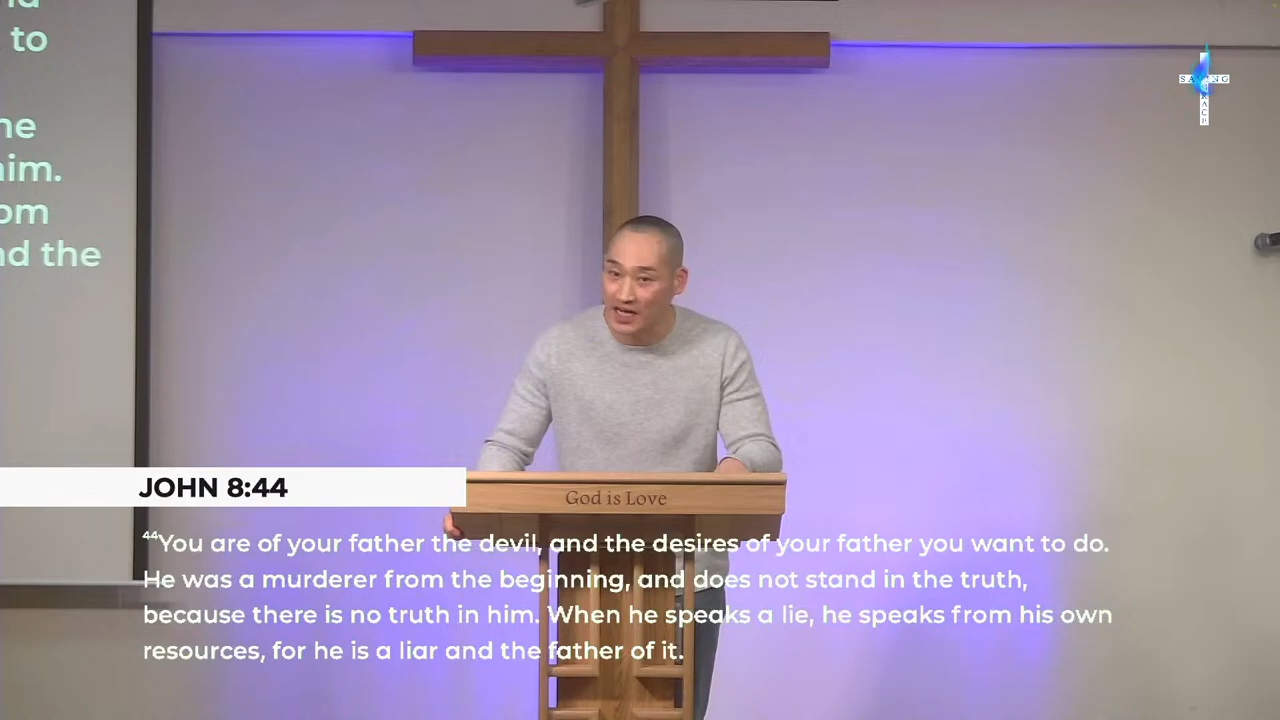 to
he
him.
om
nd the
SAVING
GRACE
God is Love
JOHN 8:44
⁴⁴You are of your father the devil, and the desires of your father you want to do.
He was a murderer from the beginning, and does not stand in the truth,
because there is no truth in him. When he speaks a lie, he speaks from his own
resources, for he is a liar and the father of it.